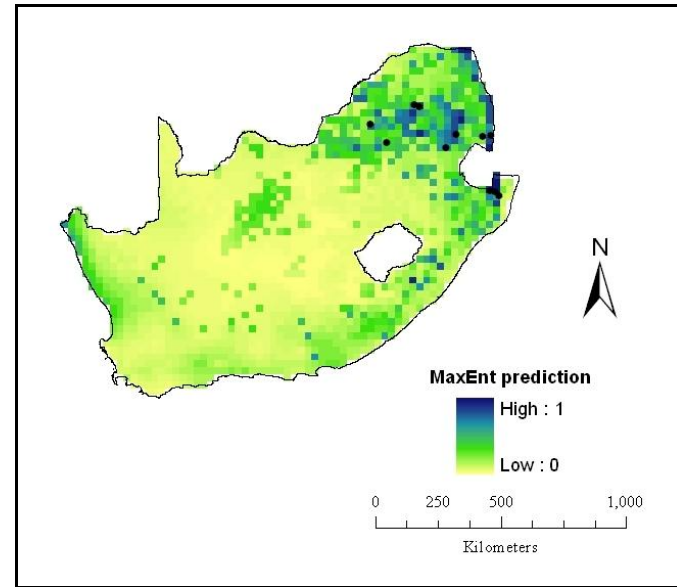 N
MaxEnt prediction
High : 1
Low : 0
0 250 500 1,000
Kilometers